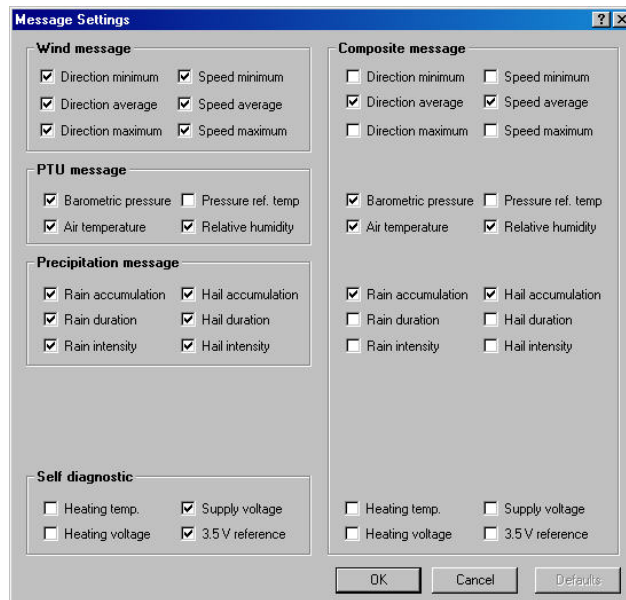 Message Settings
Wind message
Direction minimum Speed minimum
Direction average Speed average
Direction maximum Speed maximum
PTU message
Barometric pressure Pressure ref. temp
Air temperature Relative humidity
Precipitation message
Rain accumulation Hail accumulation
Rain duration Hail duration
Rain intensity Hail intensity
Self diagnostic
Heating temp. Supply voltage
Heating voltage 3.5 V reference
Composite message
Direction minimum Speed minimum
Direction average Speed average
Direction maximum Speed maximum
Barometric pressure Pressure ref. temp
Air temperature Relative humidity
Rain accumulation Hail accumulation
Rain duration Hail duration
Rain intensity Hail intensity
Heating temp. Supply voltage
Heating voltage 3.5 V reference
OK Cancel Defaults